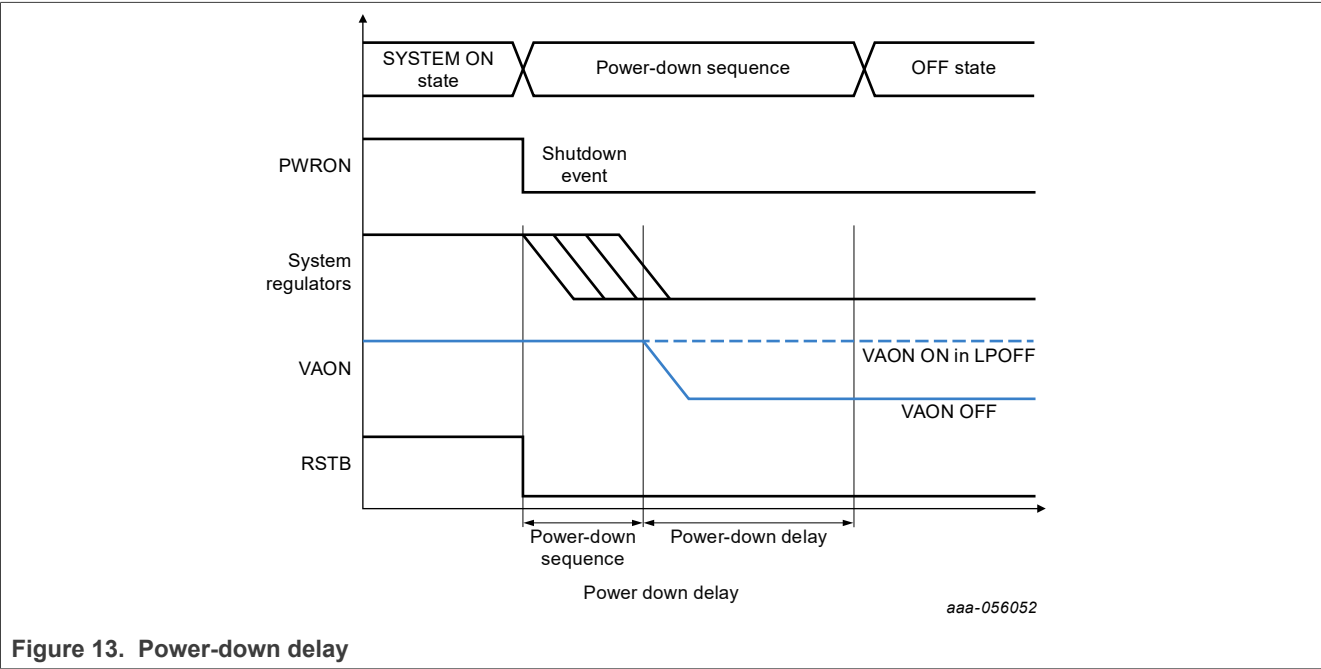 SYSTEM ON
state
Power-down sequence
OFF state
PWRON
Shutdown
event
System
regulators
VAON
VAON ON in LPOFF
VAON OFF
RSTB
Power-down
sequence
Power-down delay
Power down delay
aaa-056052
Figure 13. Power-down delay